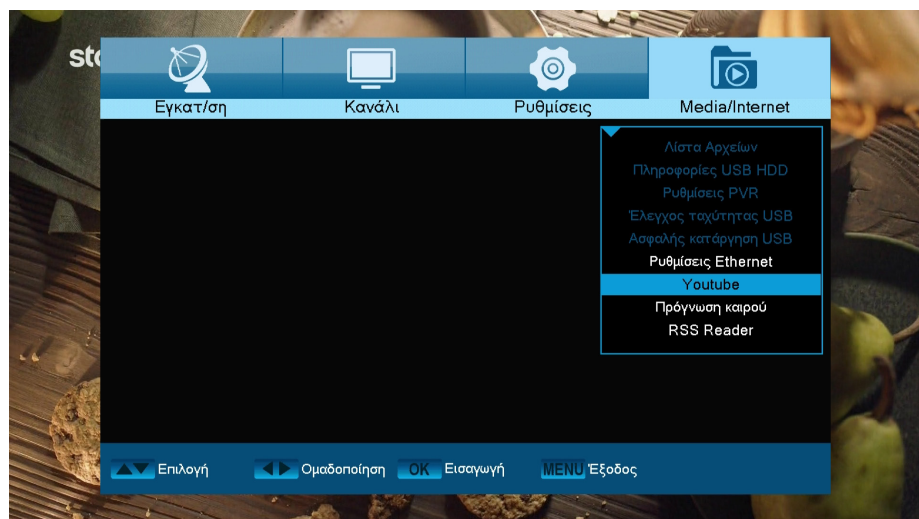 Εγκατ/ση Κανάλι Ρυθμίσεις Media/Internet
Λίστα Αρχείων
Πληροφορίες USB HDD
Ρυθμίσεις PVR
Έλεγχος ταχύτητας USB
Ασφαλής κατάργηση USB
Ρυθμίσεις Ethernet
Youtube
Πρόγνωση καιρού
RSS Reader
Επιλογή Ομαδοποίηση OK Εισαγωγή MENU Έξοδος